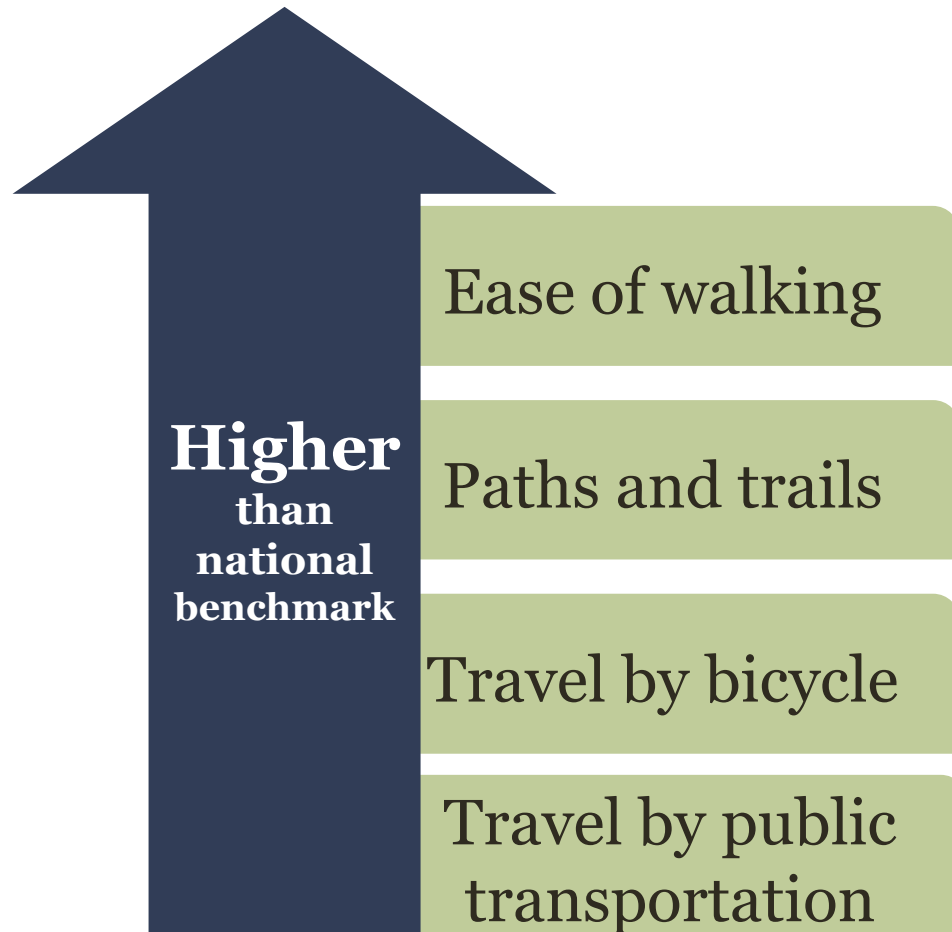 Higher
than
national
benchmark
Ease of walking
Paths and trails
Travel by bicycle
Travel by public
transportation